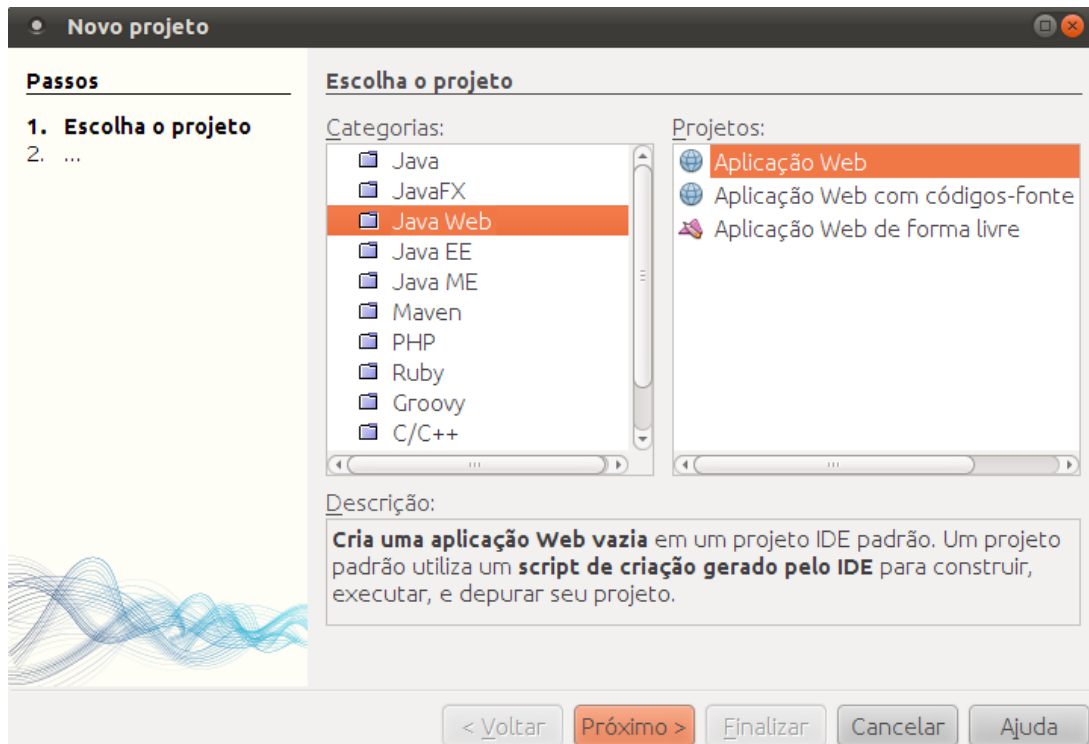 Novo projeto
Passos
1. Escolha o projeto
2. ...
Escolha o projeto
Categorias:
Java
JavaFX
Java Web
Java EE
Java ME
Maven
PHP
Ruby
Groovy
C/C++
Projetos:
Aplicação Web
Aplicação Web com códigos-fonte
Aplicação Web de forma livre
Descrição:
Cria uma aplicação Web vazia em um projeto IDE padrão. Um projeto
padrão utiliza um script de criação gerado pelo IDE para construir,
executar, e depurar seu projeto.
< Voltar
Próximo >
Finalizar
Cancelar
Ajuda